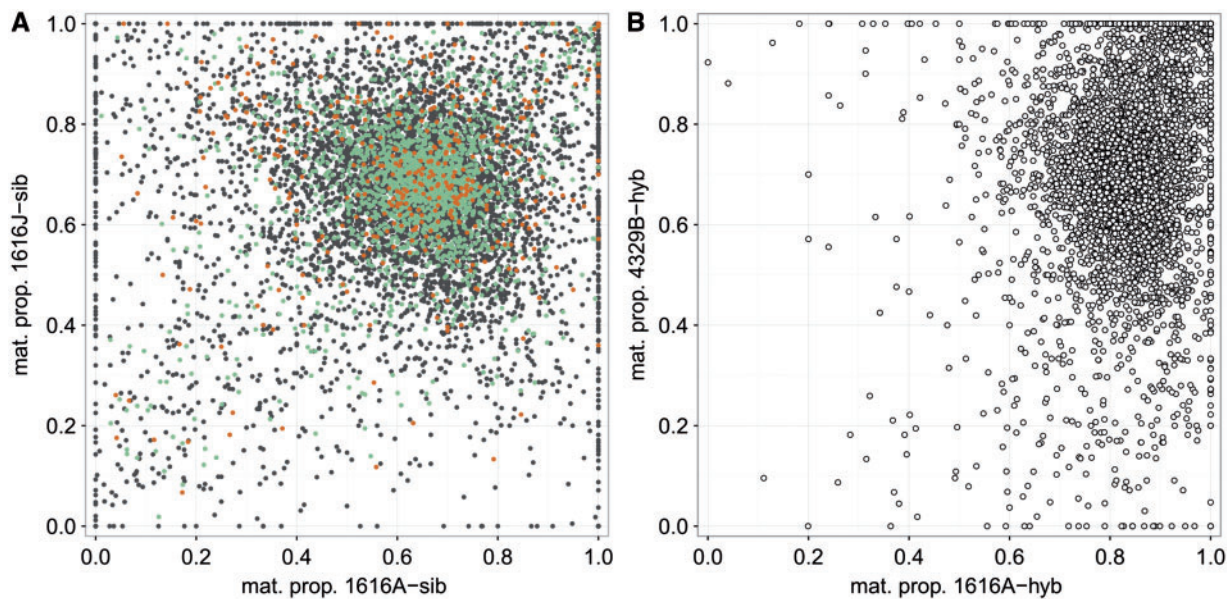 A
1.0
0.8
0.6
0.4
0.2
0.0
mat. prop. 1616J−sib
0.0 0.2 0.4 0.6 0.8 1.0
mat. prop. 1616A−sib
B
1.0
0.8
0.6
0.4
0.2
0.0
mat. prop. 4329B−hyb
0.0 0.2 0.4 0.6 0.8 1.0
mat. prop. 1616A−hyb